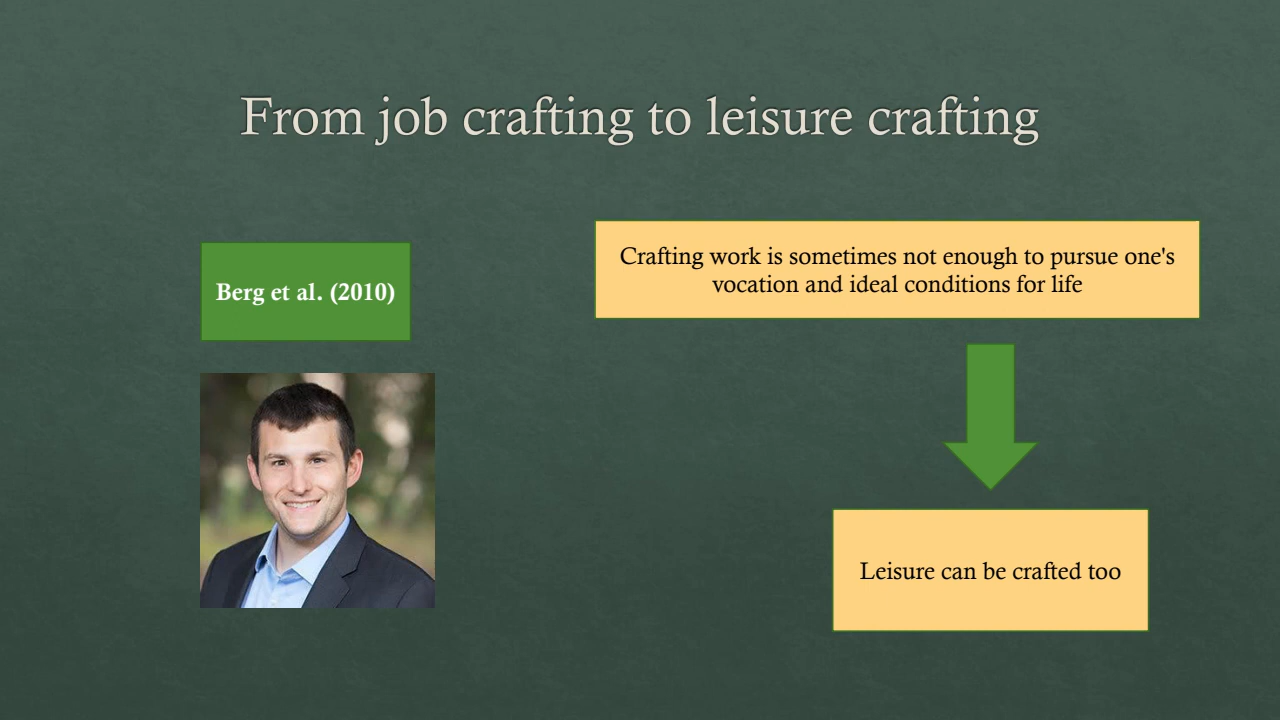 From job crafting to leisure crafting
Berg et al. (2010)
Crafting work is sometimes not enough to pursue one's
vocation and ideal conditions for life
Leisure can be crafted too